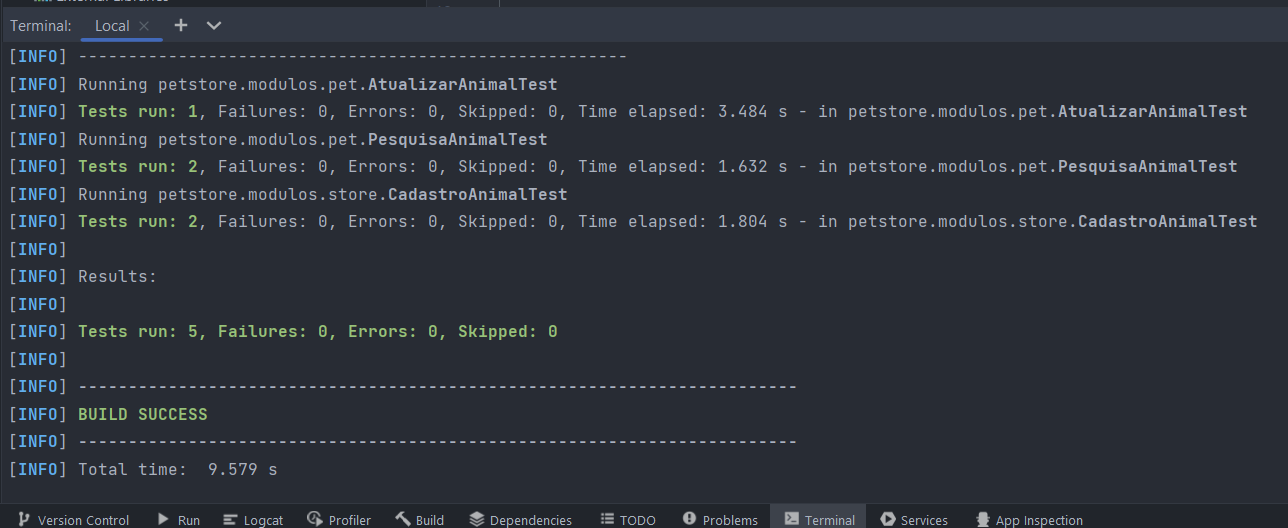 External Libraries
Terminal: Local
[INFO] -------------------------------------------------------
[INFO] Running petstore.modulos.pet.AtualizarAnimalTest
[INFO] Tests run: 1, Failures: 0, Errors: 0, Skipped: 0, Time elapsed: 3.484 s - in petstore.modulos.pet.AtualizarAnimalTest
[INFO] Running petstore.modulos.pet.PesquisaAnimalTest
[INFO] Tests run: 2, Failures: 0, Errors: 0, Skipped: 0, Time elapsed: 1.632 s - in petstore.modulos.pet.PesquisaAnimalTest
[INFO] Running petstore.modulos.store.CadastroAnimalTest
[INFO] Tests run: 2, Failures: 0, Errors: 0, Skipped: 0, Time elapsed: 1.804 s - in petstore.modulos.store.CadastroAnimalTest
[INFO]
[INFO] Results:
[INFO]
[INFO] Tests run: 5, Failures: 0, Errors: 0, Skipped: 0
[INFO]
[INFO] ------------------------------------------------------------------------
[INFO] BUILD SUCCESS
[INFO] ------------------------------------------------------------------------
[INFO] Total time:  9.579 s
Version Control Run Logcat Profiler Build Dependencies TODO Problems Terminal Services App Inspection